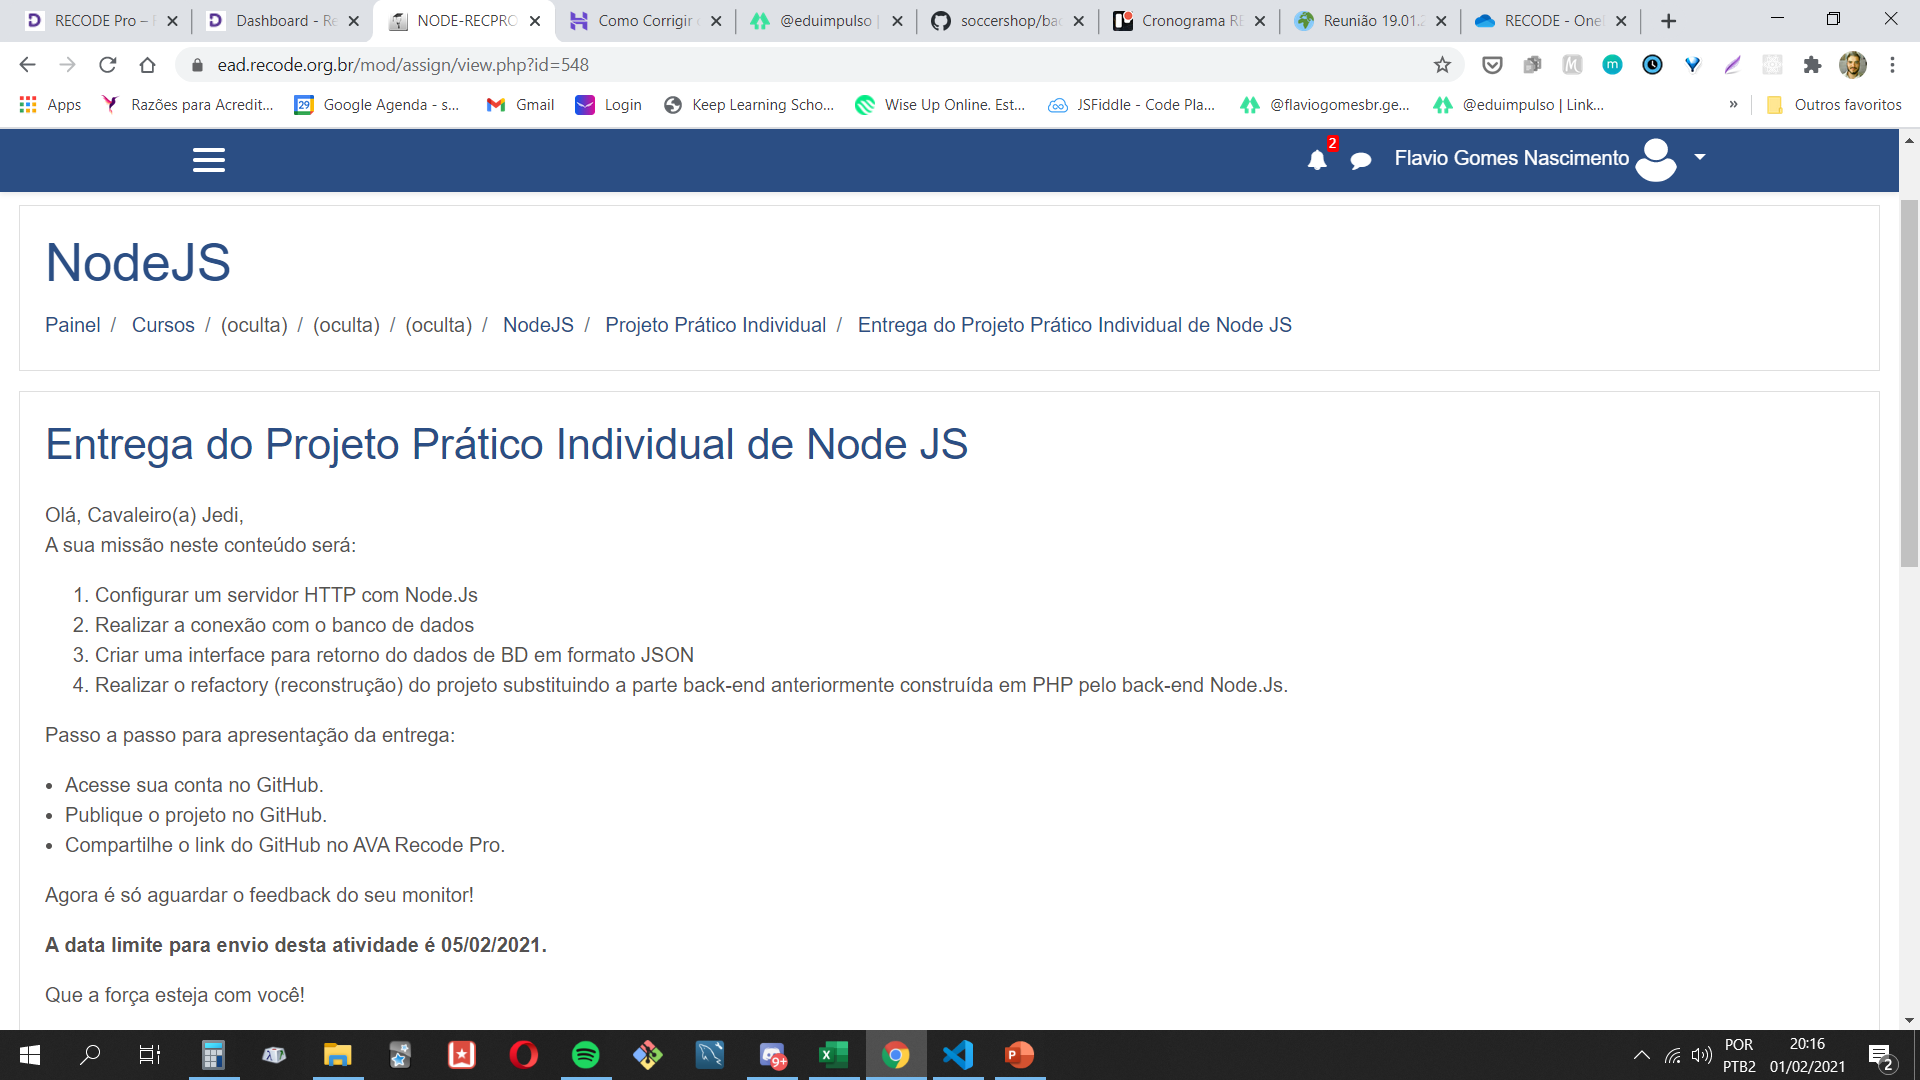 RECODE Pro –
Dashboard - Re
NODE-RECPRO
Como Corrigir
@eduimpulso |
soccershop/bac
Cronograma RE
Reunião 19.01.2
RECODE - One
ead.recode.org.br/mod/assign/view.php?id=548
Apps
Razões para Acredit...
29
Google Agenda - s...
Gmail
Login
Keep Learning Scho...
Wise Up Online. Est...
JSFiddle - Code Pla...
@flaviogomesbr.ge...
@eduimpulso | Link...
»
Outros favoritos
2
Flavio Gomes Nascimento
NodeJS
Painel / Cursos / (oculta) / (oculta) / (oculta) / NodeJS / Projeto Prático Individual / Entrega do Projeto Prático Individual de Node JS
Entrega do Projeto Prático Individual de Node JS
Olá, Cavaleiro(a) Jedi,
A sua missão neste conteúdo será:
1. Configurar um servidor HTTP com Node.Js
2. Realizar a conexão com o banco de dados
3. Criar uma interface para retorno do dados de BD em formato JSON
4. Realizar o refactory (reconstrução) do projeto substituindo a parte back-end anteriormente construída em PHP pelo back-end Node.Js.
Passo a passo para apresentação da entrega:
• Acesse sua conta no GitHub.
• Publique o projeto no GitHub.
• Compartilhe o link do GitHub no AVA Recode Pro.
Agora é só aguardar o feedback do seu monitor!
A data limite para envio desta atividade é 05/02/2021.
Que a força esteja com você!
9+
POR
PTB2
20:16
01/02/2021
2